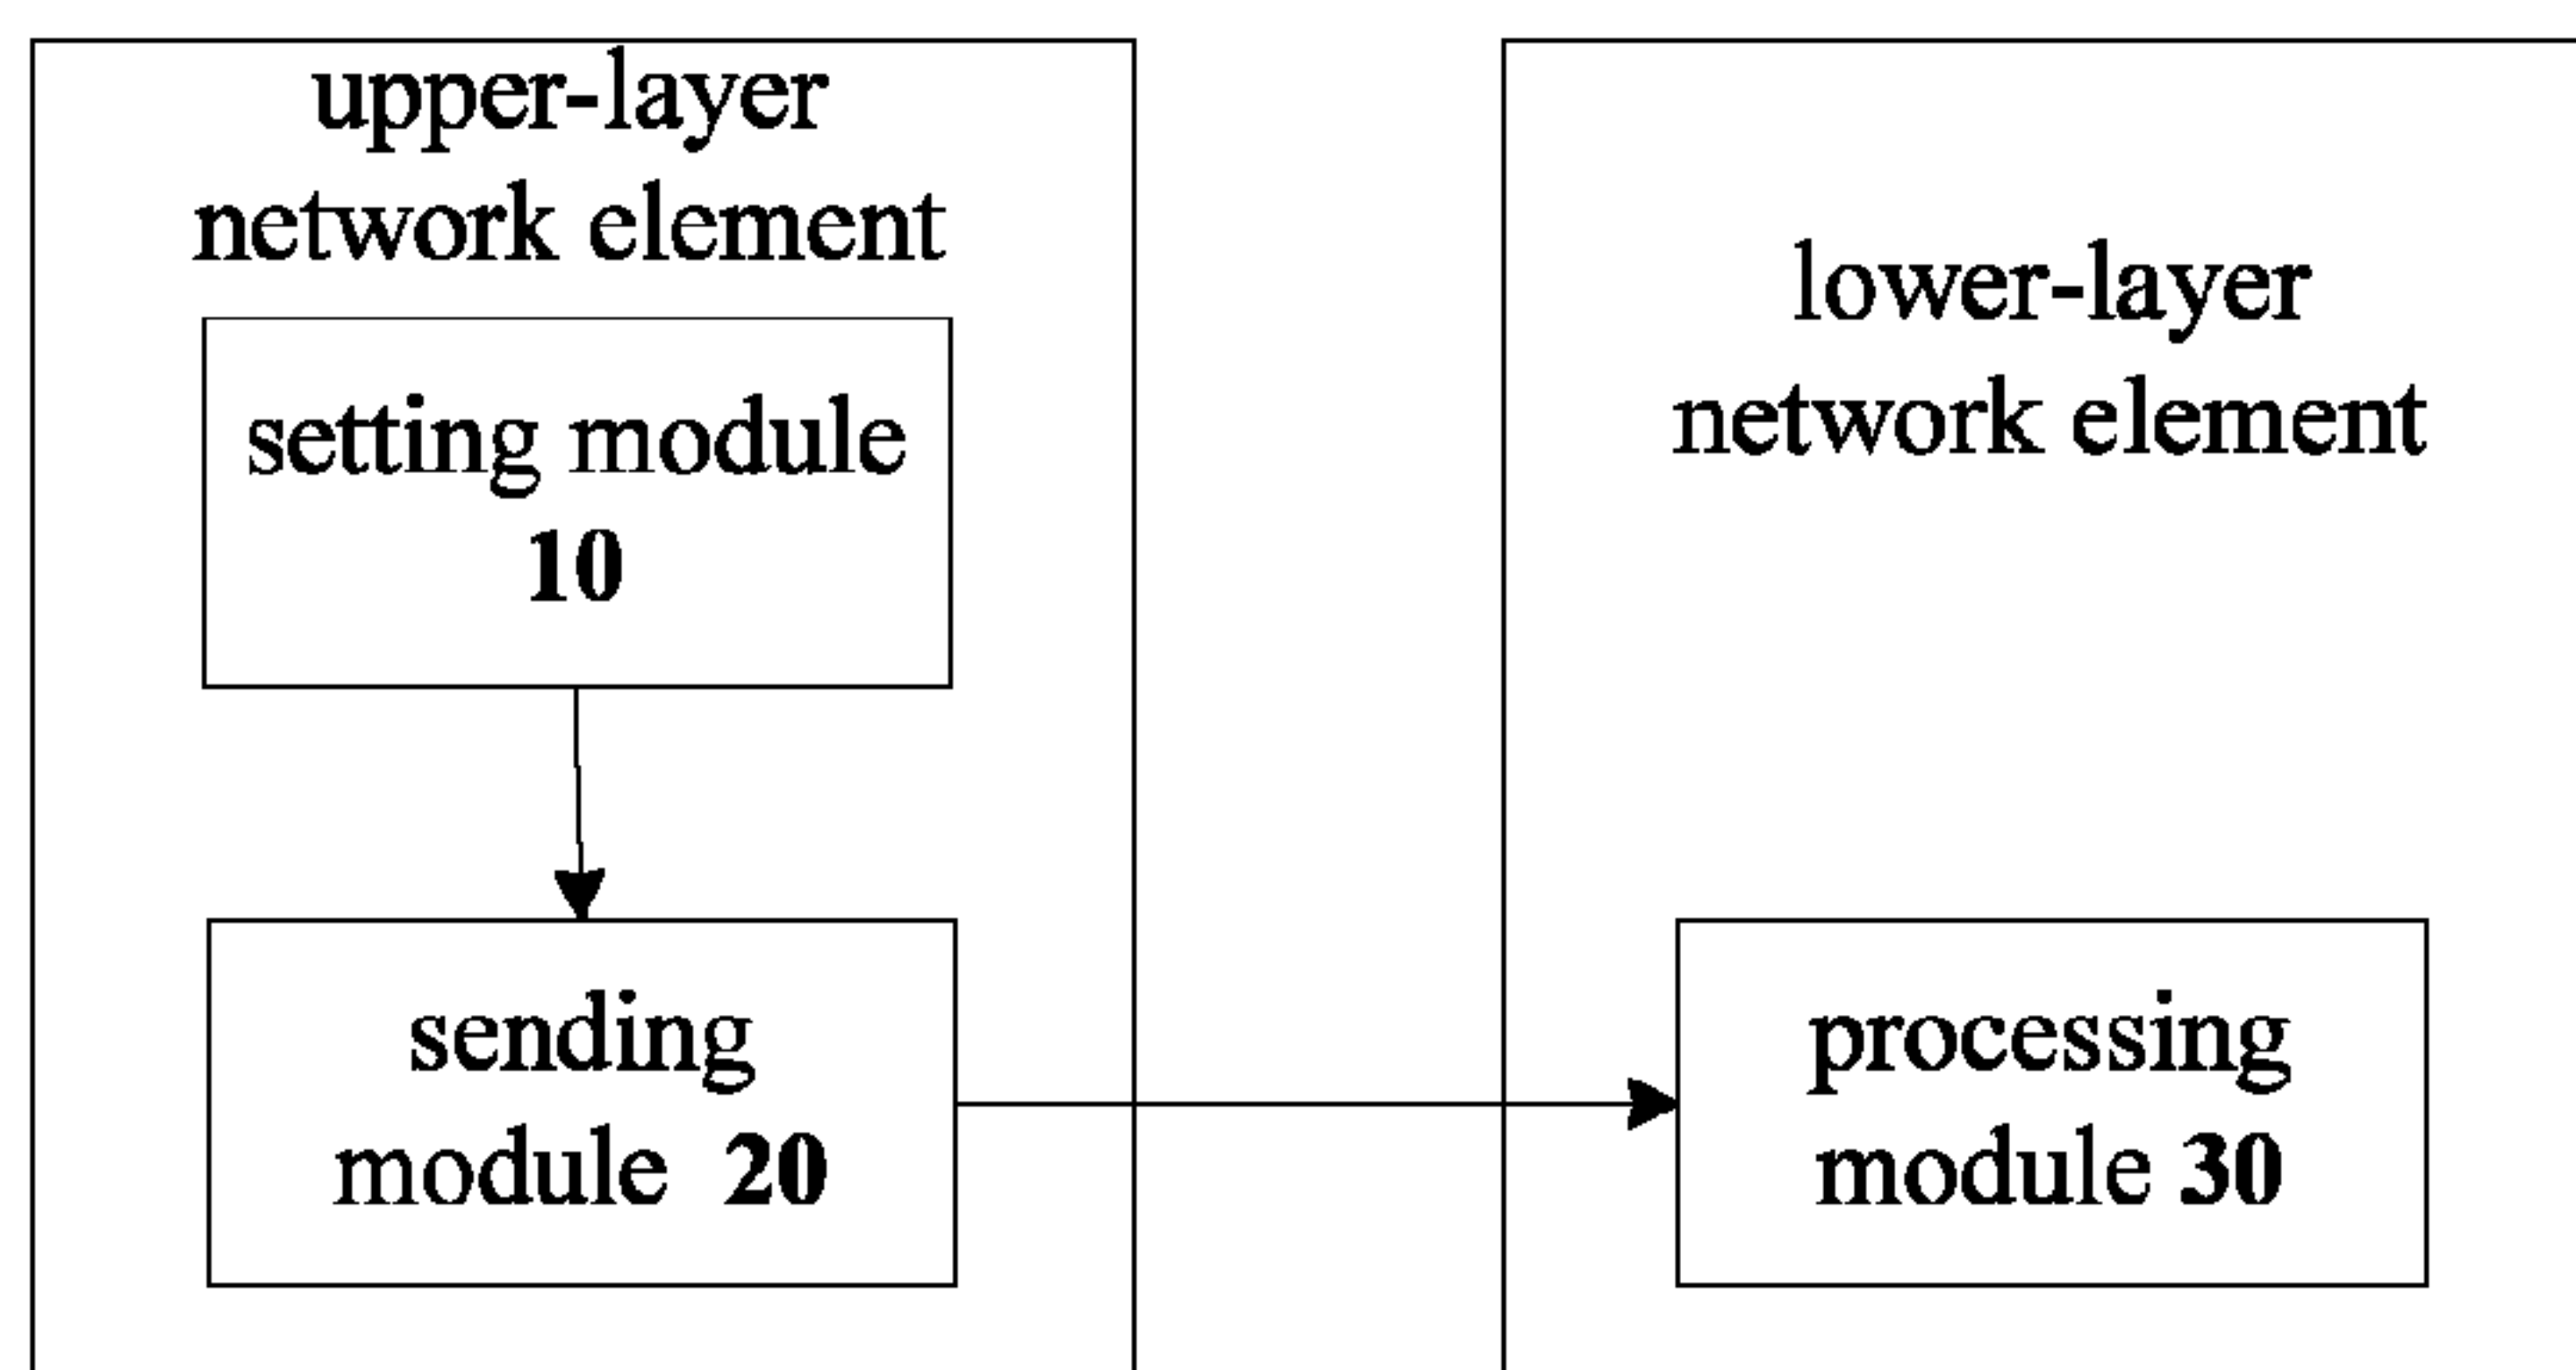 upper-layer
network element
setting module
10
sending
module 20
lower-layer
network element
processing
module 30